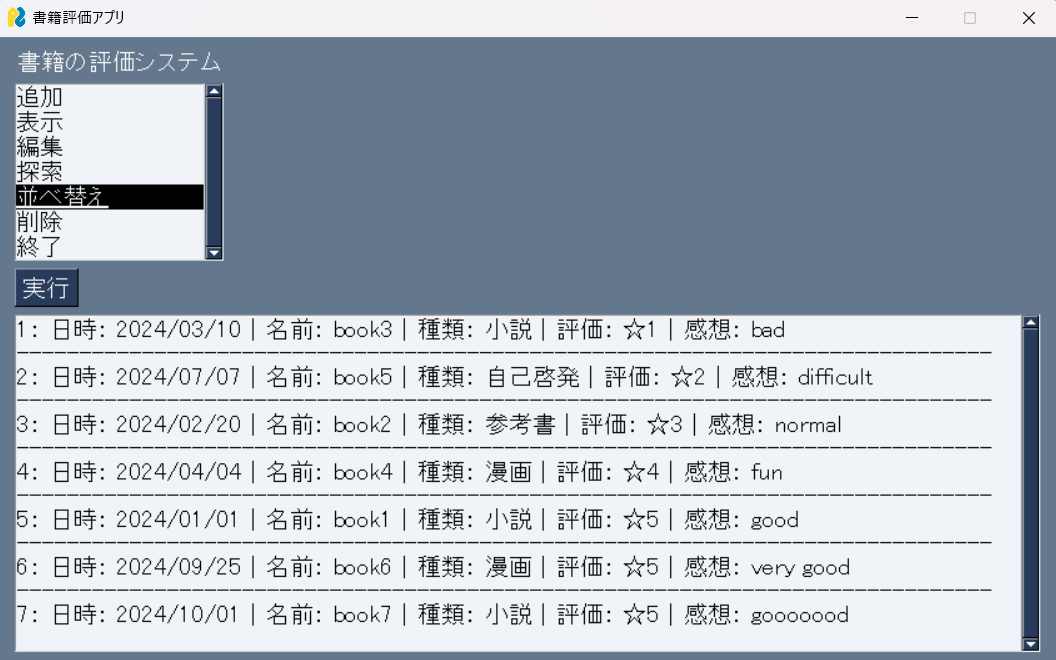 書籍評価アプリ
書籍の評価システム
追加
表示
編集
探索
並べ替え
削除
終了
実行
1: 日時: 2024/03/10 | 名前: book3 | 種類: 小説 | 評価: ☆1 | 感想: bad
2: 日時: 2024/07/07 | 名前: book5 | 種類: 自己啓発 | 評価: ☆2 | 感想: difficult
3: 日時: 2024/02/20 | 名前: book2 | 種類: 参考書 | 評価: ☆3 | 感想: normal
4: 日時: 2024/04/04 | 名前: book4 | 種類: 漫画 | 評価: ☆4 | 感想: fun
5: 日時: 2024/01/01 | 名前: book1 | 種類: 小説 | 評価: ☆5 | 感想: good
6: 日時: 2024/09/25 | 名前: book6 | 種類: 漫画 | 評価: ☆5 | 感想: very good
7: 日時: 2024/10/01 | 名前: book7 | 種類: 小説 | 評価: ☆5 | 感想: gooooood